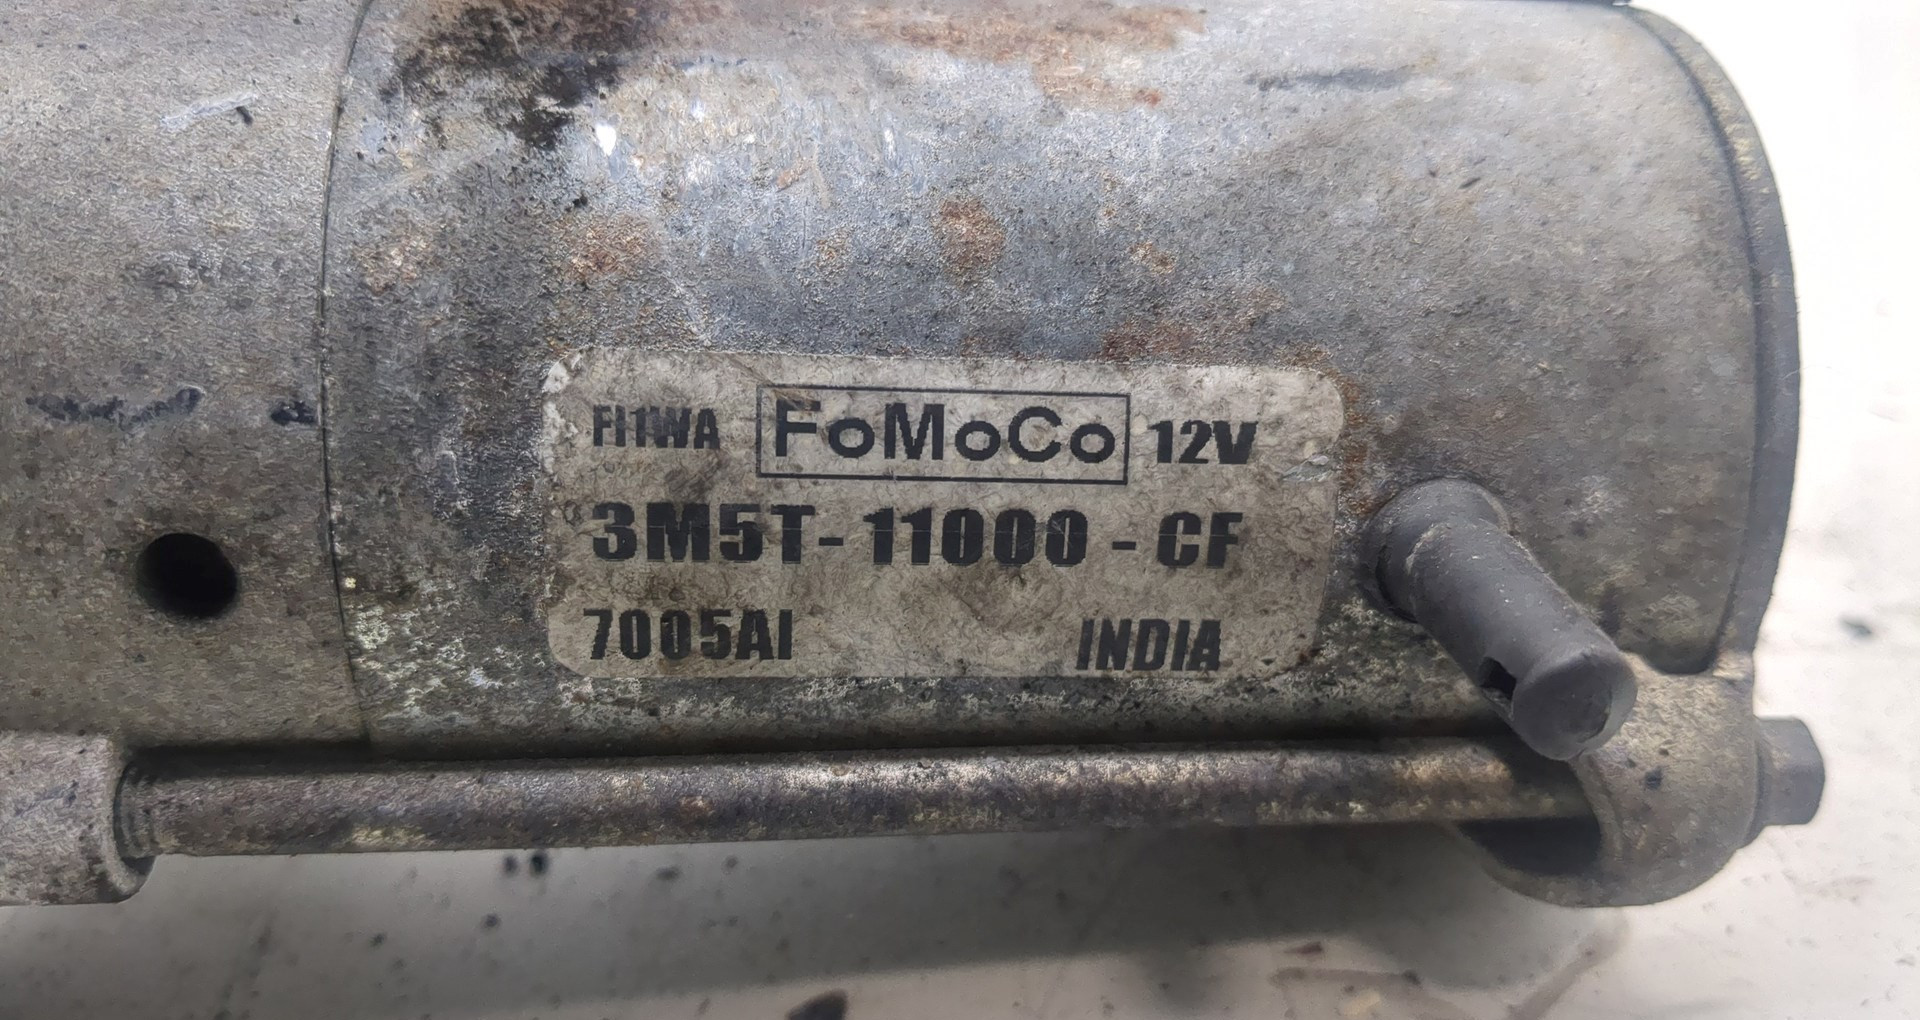 FI1WA FoMoCo 12V
3M5T-11000-CF
7005AI INDIA